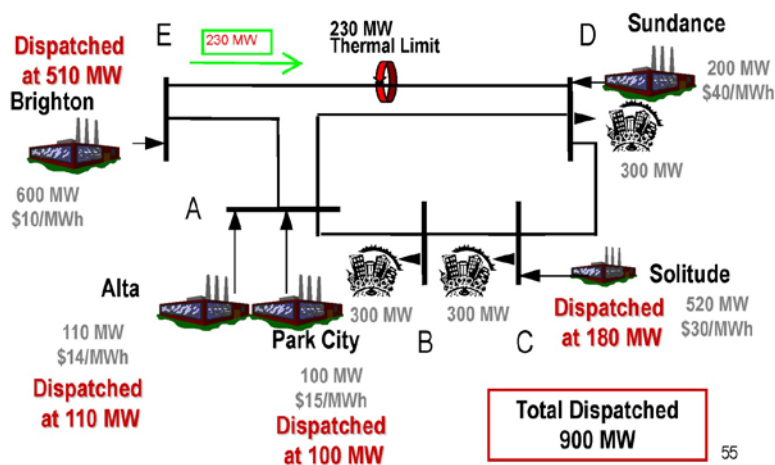 E
230 MW
230 MW
Thermal Limit
D
Sundance
Dispatched
at 510 MW
200 MW
$40/MWh
Brighton
300 MW
600 MW
$10/MWh
A
Alta
300 MW
300 MW
Solitude
110 MW
$14/MWh
Park City
B
C
Dispatched
at 180 MW
520 MW
$30/MWh
100 MW
$15/MWh
Dispatched
at 110 MW
Dispatched
at 100 MW
Total Dispatched
900 MW
55